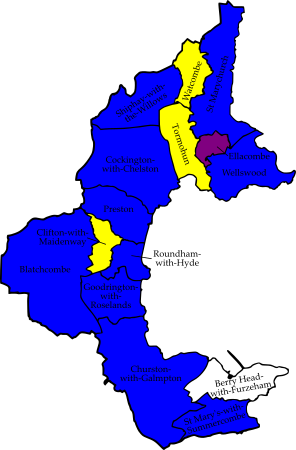 Watcombe
St Marychurch
Shiphay-with-
the-Willows
Tormohun
Ellacombe
Wellswood
Cockington-
with-Chelston
Preston
Clifton-with-
Maidenway
Roundham-
with-Hyde
Blatchcombe
Goodrington-
with-
Roselands
Churston-
with-Galmpton
Berry Head-
with-Furzeham
St Mary's-with-
Summercombe